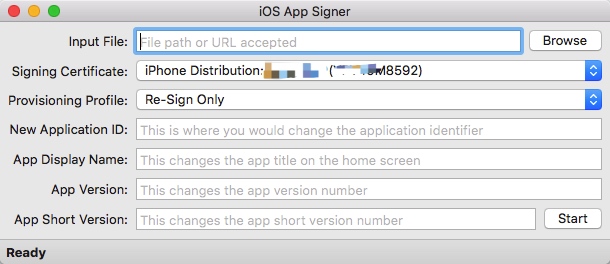 iOS App Signer
Input File: File path or URL accepted Browse
Signing Certificate: iPhone Distribution: M8592)
Provisioning Profile: Re-Sign Only
New Application ID: This is where you would change the application identifier
App Display Name: This changes the app title on the home screen
App Version: This changes the app version number
App Short Version: This changes the app short version number Start
Ready